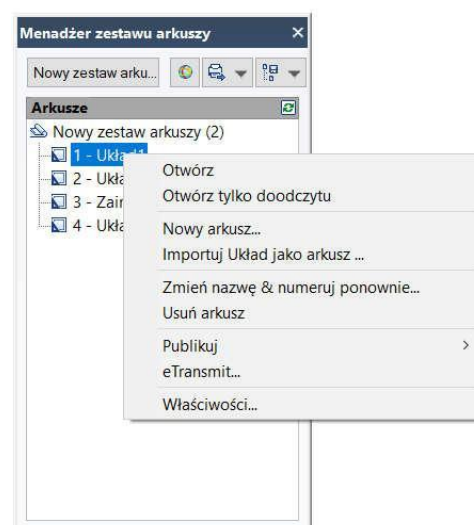 Menadżer zestawu arkuszy
Nowy zestaw arku...
Arkusze
Nowy zestaw arkuszy (2)
1 - Układ1
2 - Ukła
3 - Zair
4 - Ukła
Otwórz
Otwórz tylko doodczytu
Nowy arkusz...
Importuj Układ jako arkusz ...
Zmień nazwę & numeruj ponownie...
Usuń arkusz
Publikuj
eTransmit...
Właściwości...